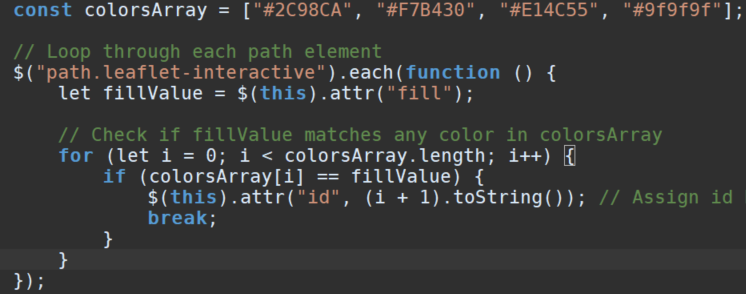 const colorsArray = ["#2C98CA", "#F7B430", "#E14C55", "#9f9f9f"];
// Loop through each path element
$("path.leaflet-interactive").each(function () {
let fillValue = $(this).attr("fill");
// Check if fillValue matches any color in colorsArray
for (let i = 0; i < colorsArray.length; i++) {
if (colorsArray[i] == fillValue) {
$(this).attr("id", (i + 1).toString()); // Assign id
break;
}
}
});